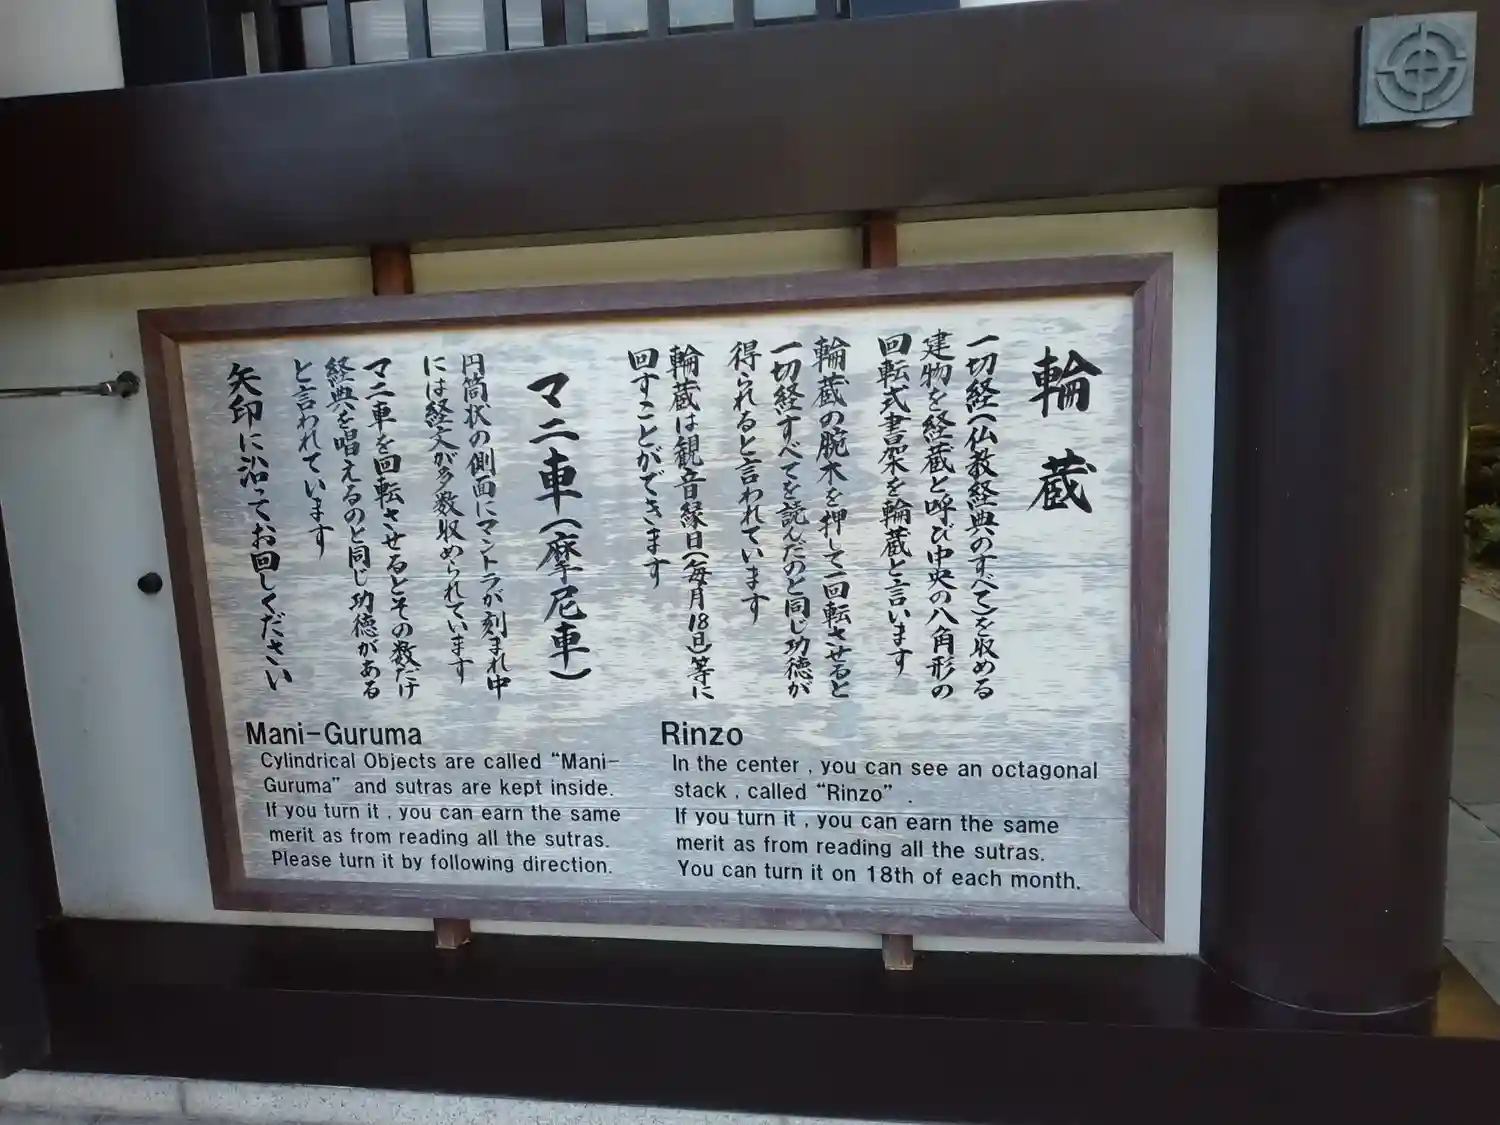 輪蔵
一切経(仏教経典のすべて)を収める
建物を経蔵と呼び中央の八角形の
回転式書架を輪蔵と言います
輪蔵の腕木を押して一回転させると
一切経すべてを読んだのと同じ功徳が
得られると言われています
輪蔵は観音縁日(毎月18日)等に
回すことができます
マニ車(摩尼車)
円筒状の側面にマントラが刻まれ中
には経文が多数収められています
マニ車を回転させるとその数だけ
経典を唱えるのと同じ功徳がある
と言われています
矢印に沿ってお回しください
Mani-Guruma
Cylindrical Objects are called “Mani-
Guruma” and sutras are kept inside.
If you turn it , you can earn the same
merit as from reading all the sutras.
Please turn it by following direction.
Rinzo
In the center , you can see an octagonal
stack , called “Rinzo” .
If you turn it , you can earn the same
merit as from reading all the sutras.
You can turn it on 18th of each month.